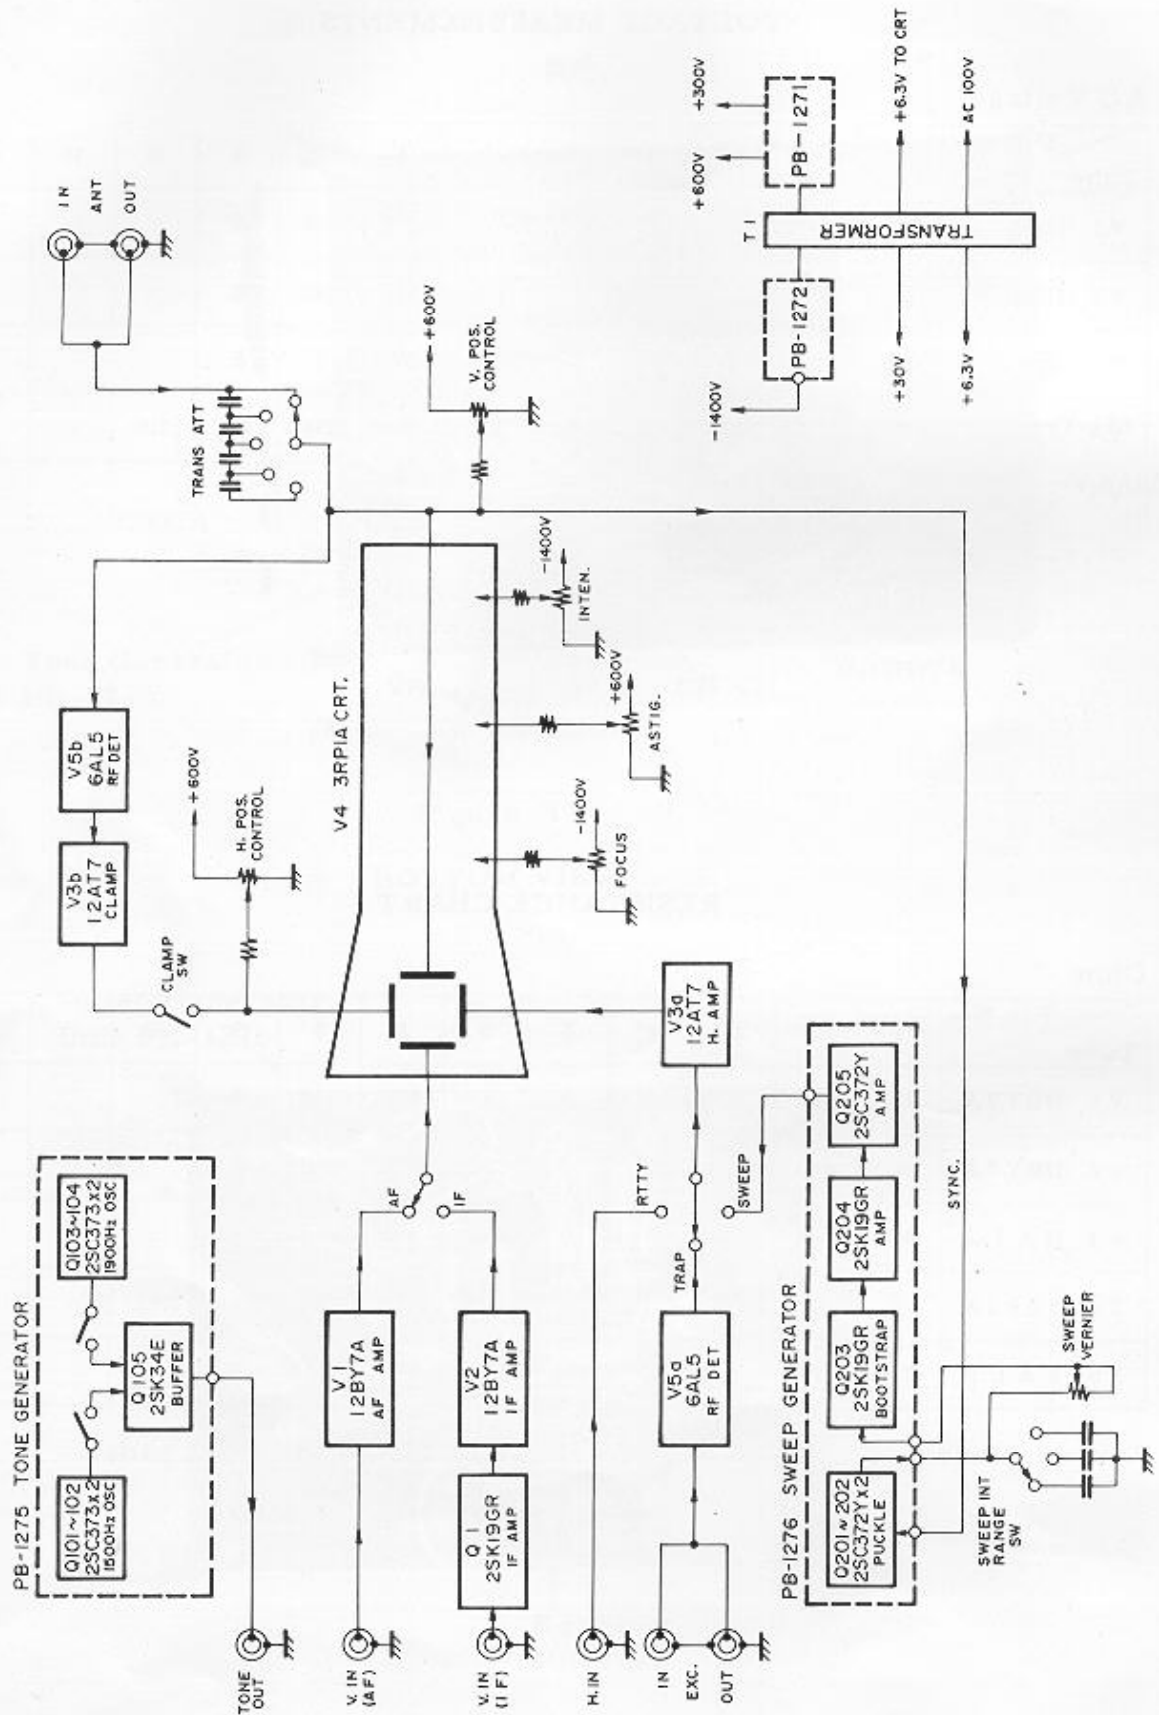 PB-1275 TONE GENERATOR
Q101~102
2SC373x2
1500Hz OSC
Q103~104
2SC373x2
1900Hz OSC
Q105
2SK34E
BUFFER
TONE
OUT
V. IN
(AF)
V1
12BY7A
AF AMP
AF
V. IN
(IF)
Q1
2SK19GR
IF AMP
V2
12BY7A
IF AMP
IF
H.IN
RTTY
IN
EXC.
OUT
V5a
6AL5
RF DET
TRAP
SWEEP
V3a
12AT7
H. AMP
PB-1276 SWEEP GENERATOR
Q201~202
2SC372Yx2
PUCKLE
Q203
2SK19GR
BOOTSTRAP
Q204
2SK19GR
AMP
Q205
2SC372Y
AMP
SYNC.
SWEEP INT
RANGE
SW
SWEEP
VERNIER
V3b
12AT7
CLAMP
V5b
6AL5
RF DET
CLAMP
SW
+600V
H. POS.
CONTROL
V4 3RP1A CRT.
-1400V
FOCUS
+600V
ASTIG.
-1400V
INTEN.
TRANS ATT
IN
ANT
OUT
+600V
V. POS.
CONTROL
-1400V
PB-1272
T1
TRANSFORMER
PB-1271
+600V
+300V
+30V
+6.3V TO CRT
+6.3V
AC 100V